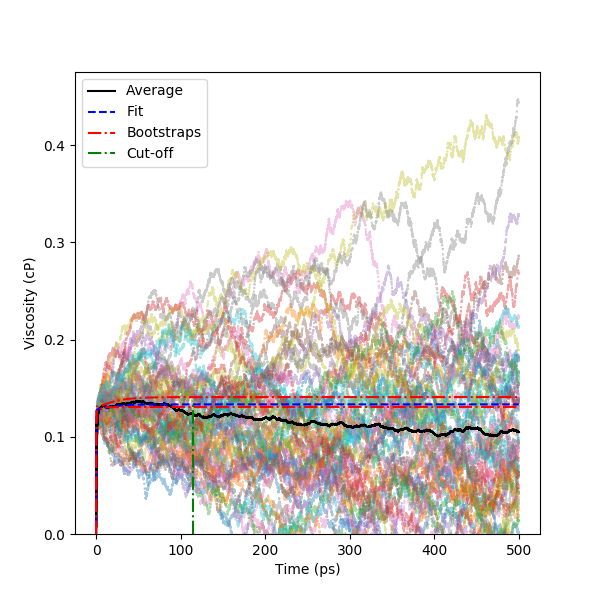 Average
Fit
Bootstraps
Cut-off
0.4
0.3
0.2
0.1
0.0
Viscosity (cP)
0 100 200 300 400 500
Time (ps)